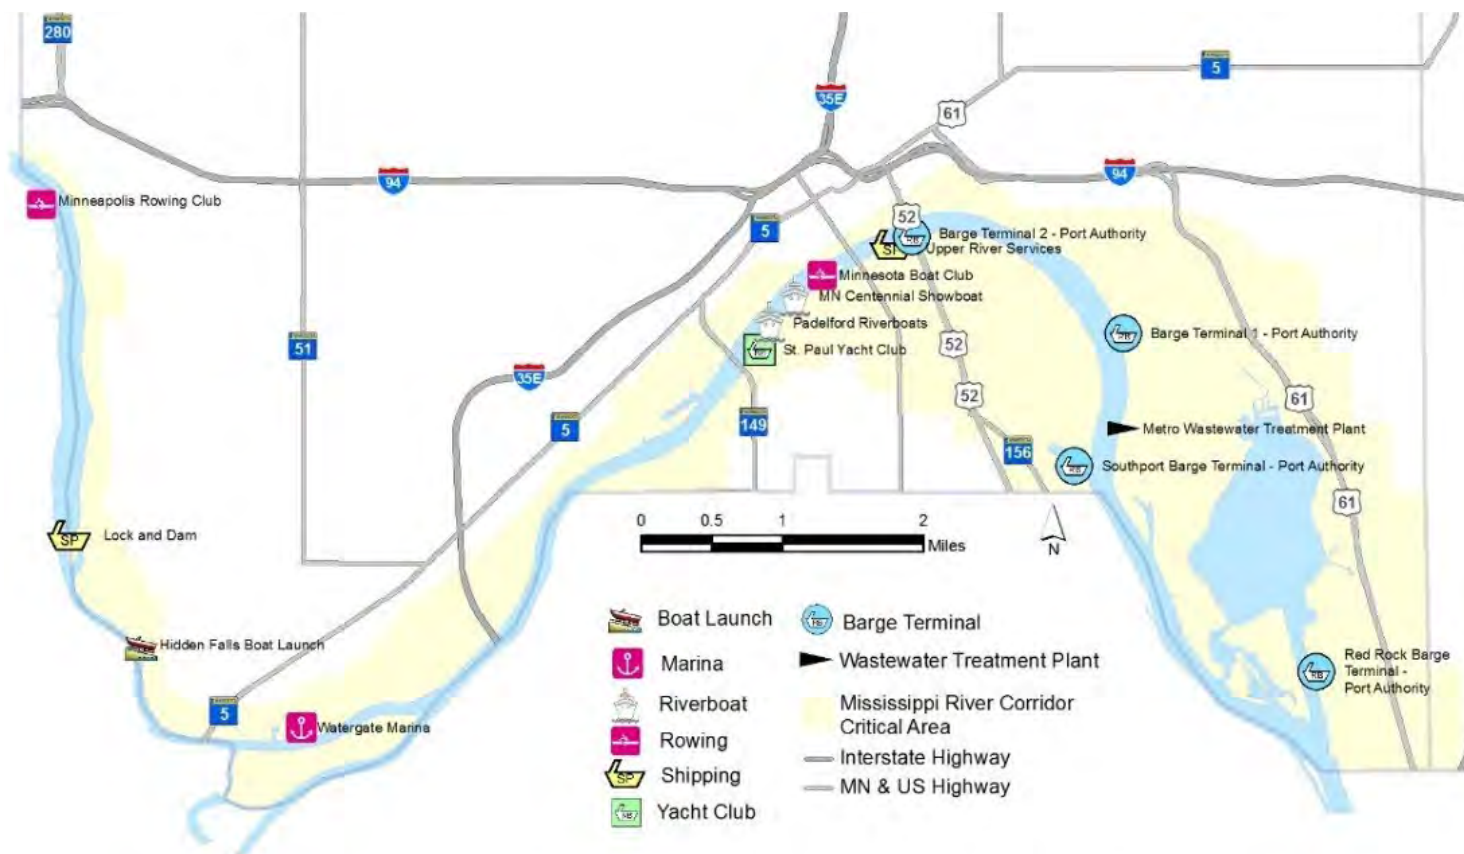 280
35E
5
61
94
94
Minneapolis Rowing Club
52
5
Barge Terminal 2 - Port Authority
SP
RB
Upper River Services
Minnesota Boat Club
MN Centennial Showboat
Padelford Riverboats
RB
Barge Terminal 1 - Port Authority
51
52
St. Paul Yacht Club
35E
52
61
5
149
Metro Wastewater Treatment Plant
156
RB
Southport Barge Terminal - Port Authority
61
0 0.5 1 2
Miles
N
SP
Lock and Dam
Boat Launch
Barge Terminal
Hidden Falls Boat Launch
Marina
Wastewater Treatment Plant
RB
Red Rock Barge
Terminal -
Port Authority
5
Riverboat
Mississippi River Corridor
Critical Area
Watergate Marina
Rowing
Interstate Highway
SP
Shipping
MN & US Highway
RB
Yacht Club